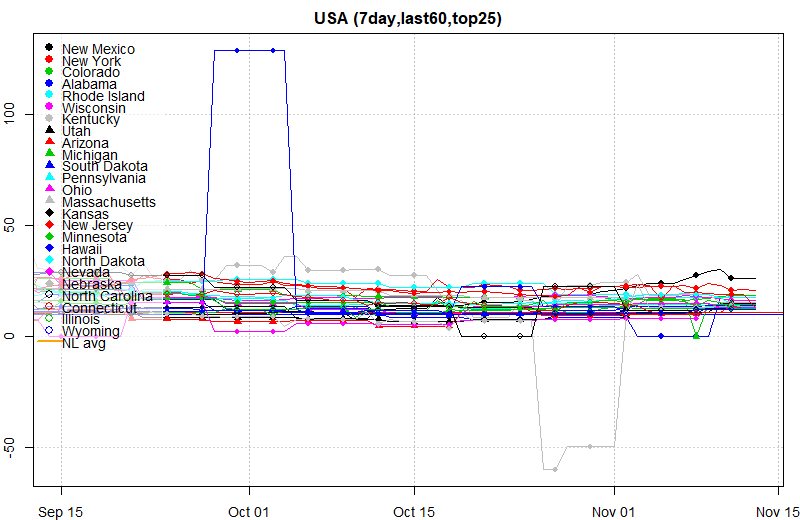 USA (7day,last60,top25)
100
50
0
-50
New Mexico
New York
Colorado
Alabama
Rhode Island
Wisconsin
Kentucky
Utah
Arizona
Michigan
South Dakota
Pennsylvania
Ohio
Massachusetts
Kansas
New Jersey
Minnesota
Hawaii
North Dakota
Nevada
Nebraska
North Carolina
Connecticut
Illinois
Wyoming
NL avg
Sep 15 Oct 01 Oct 15 Nov 01 Nov 15